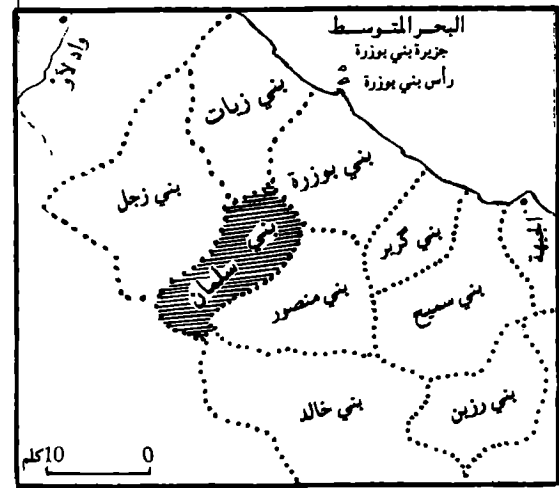 البحر المتوسط
جزيرة بني بوزرة
رأس بني بوزرة
واد لاو
بني زيات
بني بوزرة
بني زجل
الجبهة
بني سلمان
بني گرير
بني منصور
بني سميح
بني خالد
بني رزين
10كلم 0